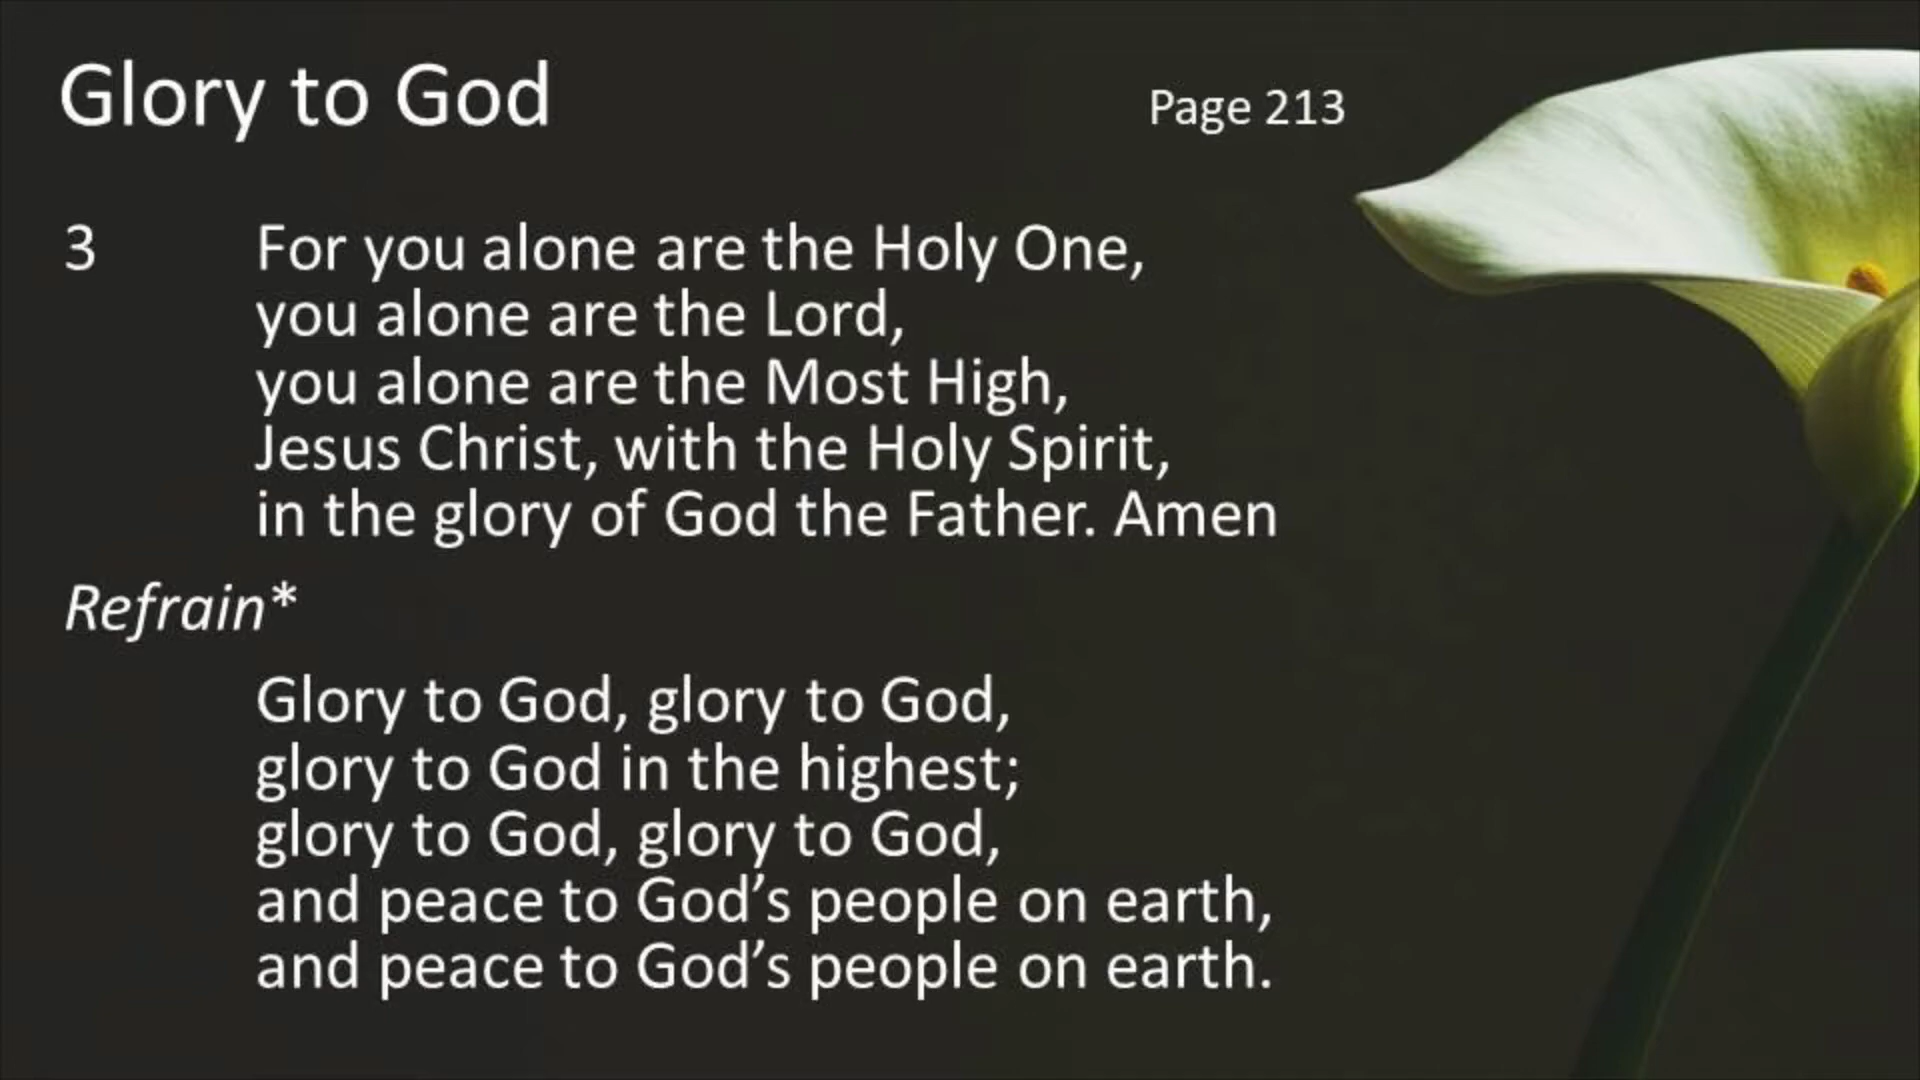 Glory to God
Page 213
3 For you alone are the Holy One,
you alone are the Lord,
you alone are the Most High,
Jesus Christ, with the Holy Spirit,
in the glory of God the Father. Amen
Refrain*
Glory to God, glory to God,
glory to God in the highest;
glory to God, glory to God,
and peace to God’s people on earth,
and peace to God’s people on earth.